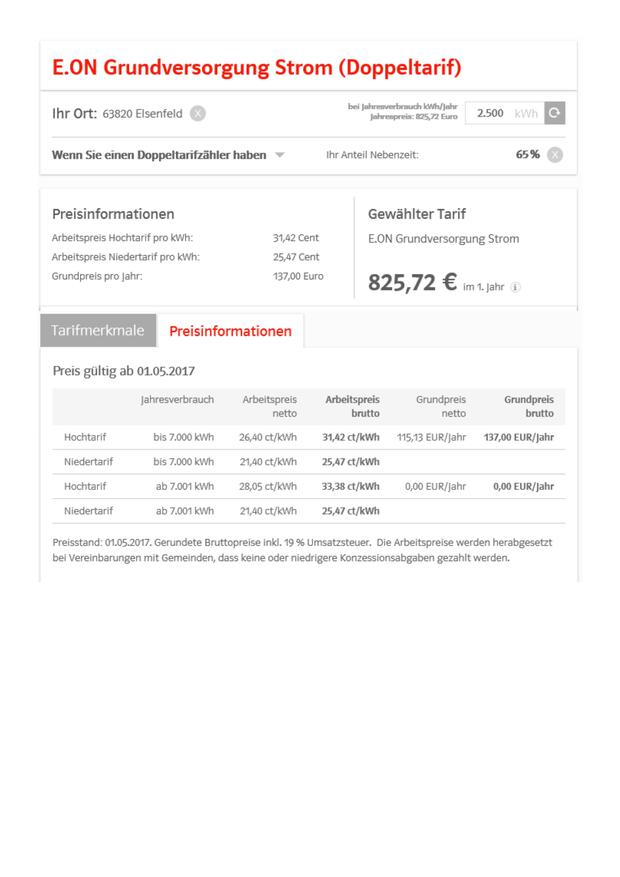 E.ON Grundversorgung Strom (Doppeltarif)
Ihr Ort: 63820 Elsenfeld X
bei Jahresverbrauch kWh/Jahr
Jahrespreis: 825,72 Euro
2.500 kWh
Wenn Sie einen Doppeltarifzähler haben Ihr Anteil Nebenzeit: 65% X
Preisinformationen
Arbeitspreis Hochtarif pro kWh: 31,42 Cent
Arbeitspreis Niedertarif pro kWh: 25,47 Cent
Grundpreis pro Jahr: 137,00 Euro
Gewählter Tarif
E.ON Grundversorgung Strom
825,72 € im 1. Jahr i
Tarifmerkmale Preisinformationen
Preis gültig ab 01.05.2017
Jahresverbrauch Arbeitspreis Arbeitspreis Grundpreis Grundpreis
netto brutto netto brutto
Hochtarif bis 7.000 kWh 26,40 ct/kWh 31,42 ct/kWh 115,13 EUR/Jahr 137,00 EUR/Jahr
Niedertarif bis 7.000 kWh 21,40 ct/kWh 25,47 ct/kWh
Hochtarif ab 7.001 kWh 28,05 ct/kWh 33,38 ct/kWh 0,00 EUR/Jahr 0,00 EUR/Jahr
Niedertarif ab 7.001 kWh 21,40 ct/kWh 25,47 ct/kWh
Preisstand: 01.05.2017. Gerundete Bruttopreise inkl. 19 % Umsatzsteuer. Die Arbeitspreise werden herabgesetzt
bei Vereinbarungen mit Gemeinden, dass keine oder niedrigere Konzessionsabgaben gezahlt werden.